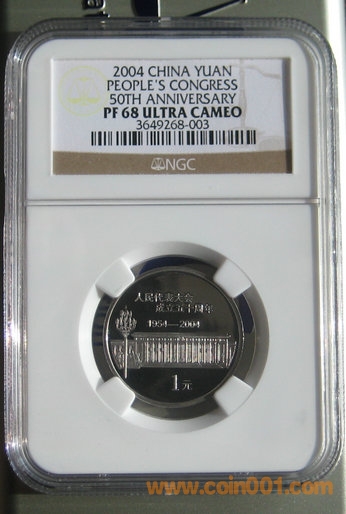 2004 CHINA YUAN
PEOPLE'S CONGRESS
50TH ANNIVERSARY
PF 68 ULTRA CAMEO
3649268-003
NGC
人民代表大会
成立五十周年
1954—2004
1元
www.coin001.com